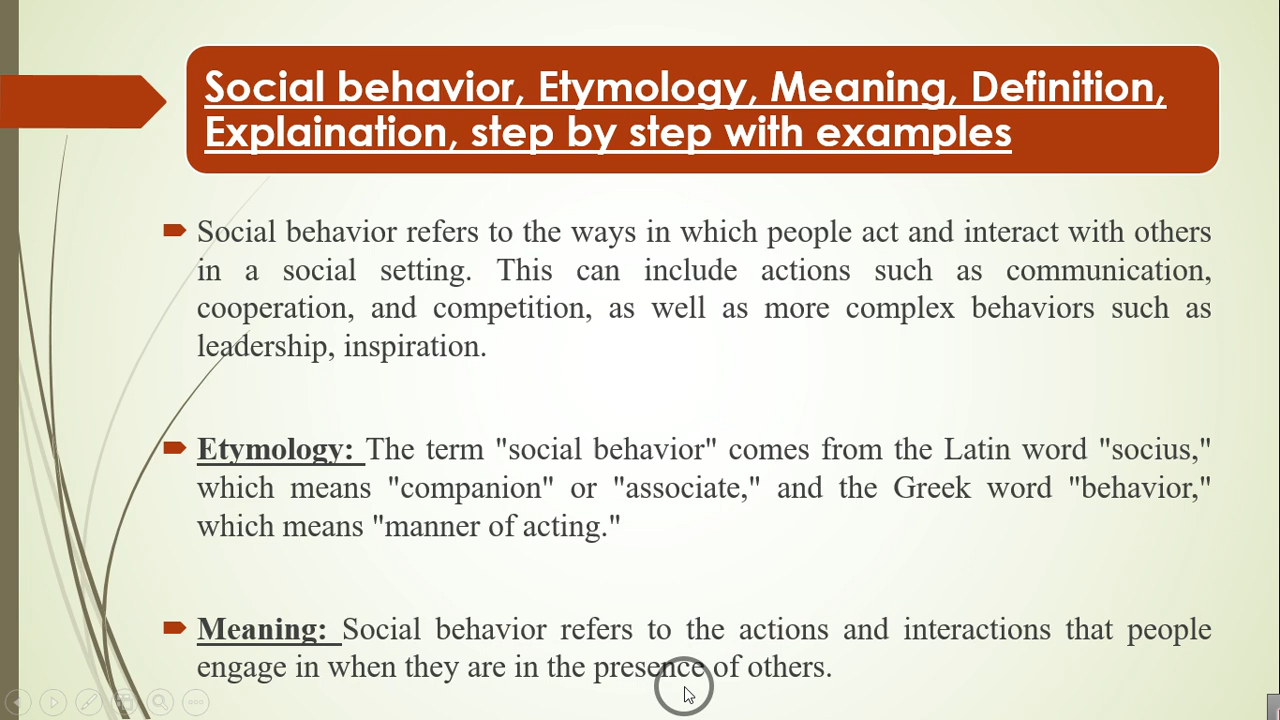 Social behavior, Etymology, Meaning, Definition,
Explaination, step by step with examples
Social behavior refers to the ways in which people act and interact with others
in a social setting. This can include actions such as communication,
cooperation, and competition, as well as more complex behaviors such as
leadership, inspiration.
Etymology: The term "social behavior" comes from the Latin word "socius,"
which means "companion" or "associate," and the Greek word "behavior,"
which means "manner of acting."
Meaning: Social behavior refers to the actions and interactions that people
engage in when they are in the presence of others.